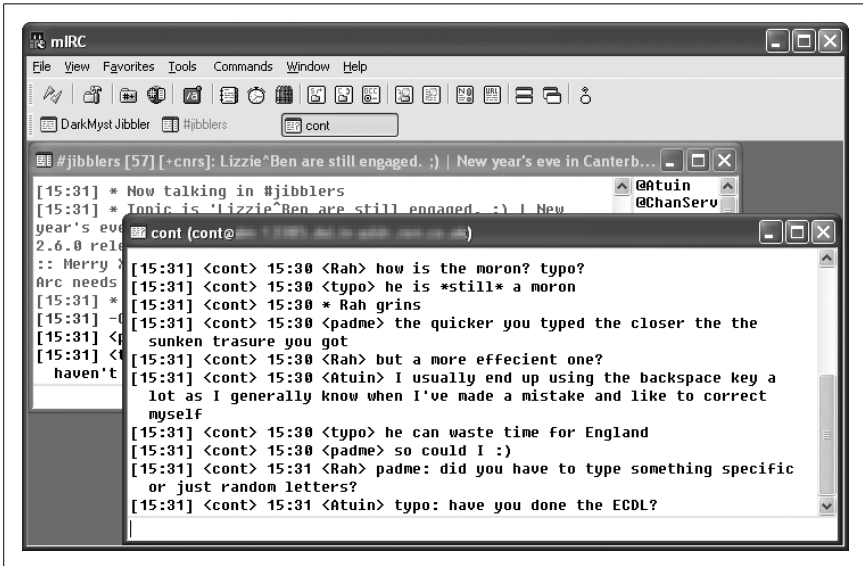 mIRC
File View Favorites Tools Commands Window Help
DarkMyst Jibbler #jibblers cont
#jibblers [57] [+cnrs]: Lizzie^Ben are still engaged. ;) | New year's eve in Canterb...
[15:31] * Now talking in #jibblers
[15:31] * Topic is 'Lizzie^Ben are still engaged. ;) | New
year's eve
2.6.0 rele
:: Merry X
Arc needs
[15:31] *
[15:31] -C
[15:31] <p
[15:31] <t
haven't
@Atuin
@ChanServ
cont (cont@ )
[15:31] <cont> 15:30 <Rah> how is the moron? typo?
[15:31] <cont> 15:30 <typo> he is *still* a moron
[15:31] <cont> 15:30 * Rah grins
[15:31] <cont> 15:30 <padme> the quicker you typed the closer the the
sunken trasure you got
[15:31] <cont> 15:30 <Rah> but a more effecient one?
[15:31] <cont> 15:30 <Atuin> I usually end up using the backspace key a
lot as I generally know when I've made a mistake and like to correct
myself
[15:31] <cont> 15:30 <typo> he can waste time for England
[15:31] <cont> 15:30 <padme> so could I :)
[15:31] <cont> 15:31 <Rah> padme: did you have to type something specific
or just random letters?
[15:31] <cont> 15:31 <Atuin> typo: have you done the ECDL?